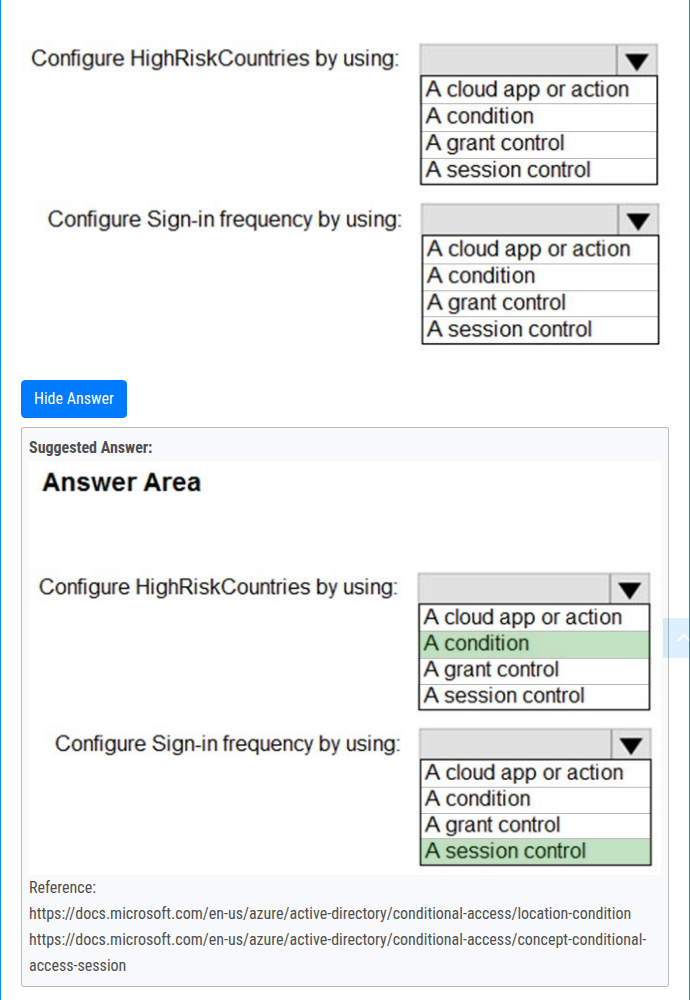 Configure HighRiskCountries by using:
A cloud app or action
A condition
A grant control
A session control
Configure Sign-in frequency by using:
A cloud app or action
A condition
A grant control
A session control
Hide Answer
Suggested Answer:
Answer Area
Configure HighRiskCountries by using:
A cloud app or action
A condition
A grant control
A session control
Configure Sign-in frequency by using:
A cloud app or action
A condition
A grant control
A session control
Reference:
https://docs.microsoft.com/en-us/azure/active-directory/conditional-access/location-condition
https://docs.microsoft.com/en-us/azure/active-directory/conditional-access/concept-conditional-
access-session